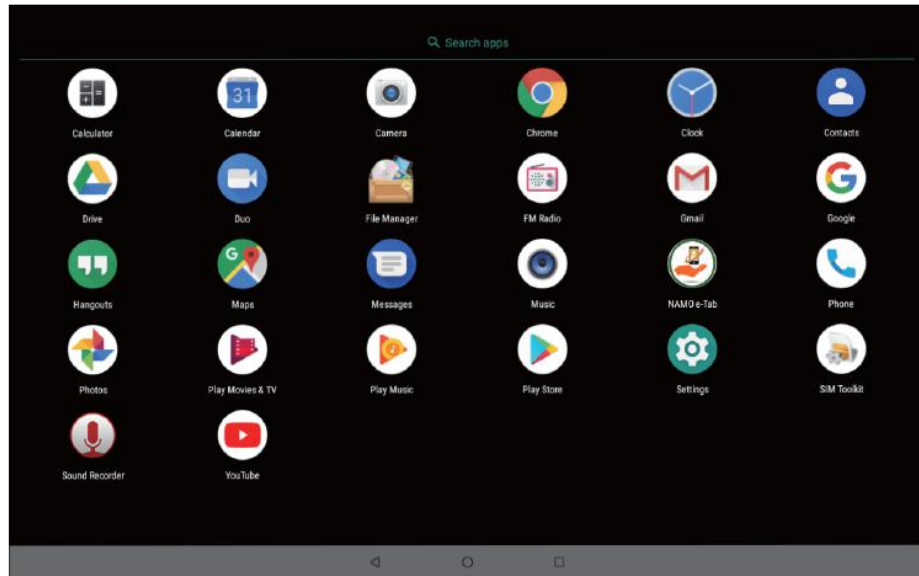 Search apps
Calculator Calendar Camera Chrome Clock Contacts
Drive Duo File Manager FM Radio Gmail Google
Hangouts Maps Messages Music NAMO e-Tab Phone
Photos Play Movies & TV Play Music Play Store Settings SIM Toolkit
Sound Recorder YouTube